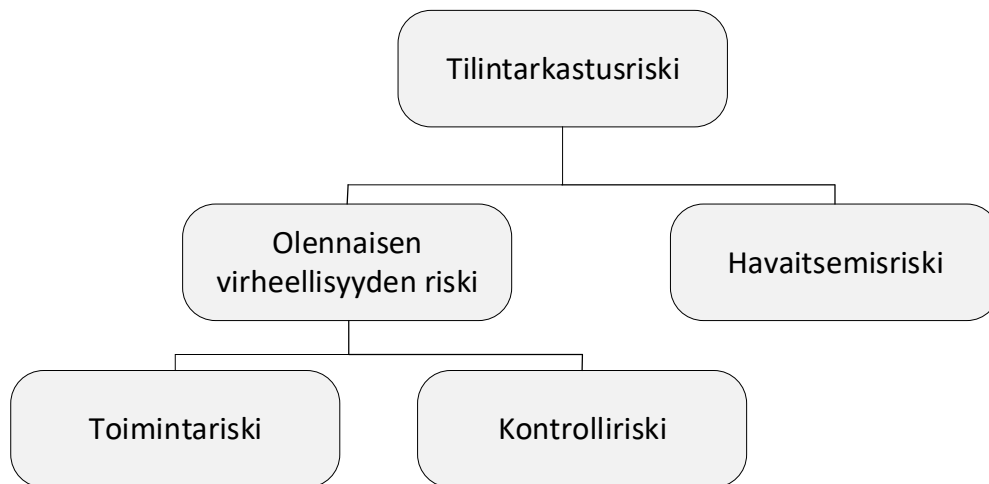 Tilintarkastusriski
Olennaisen
virheellisyyden riski
Havaitsemisriski
Toimintariski
Kontrolliriski